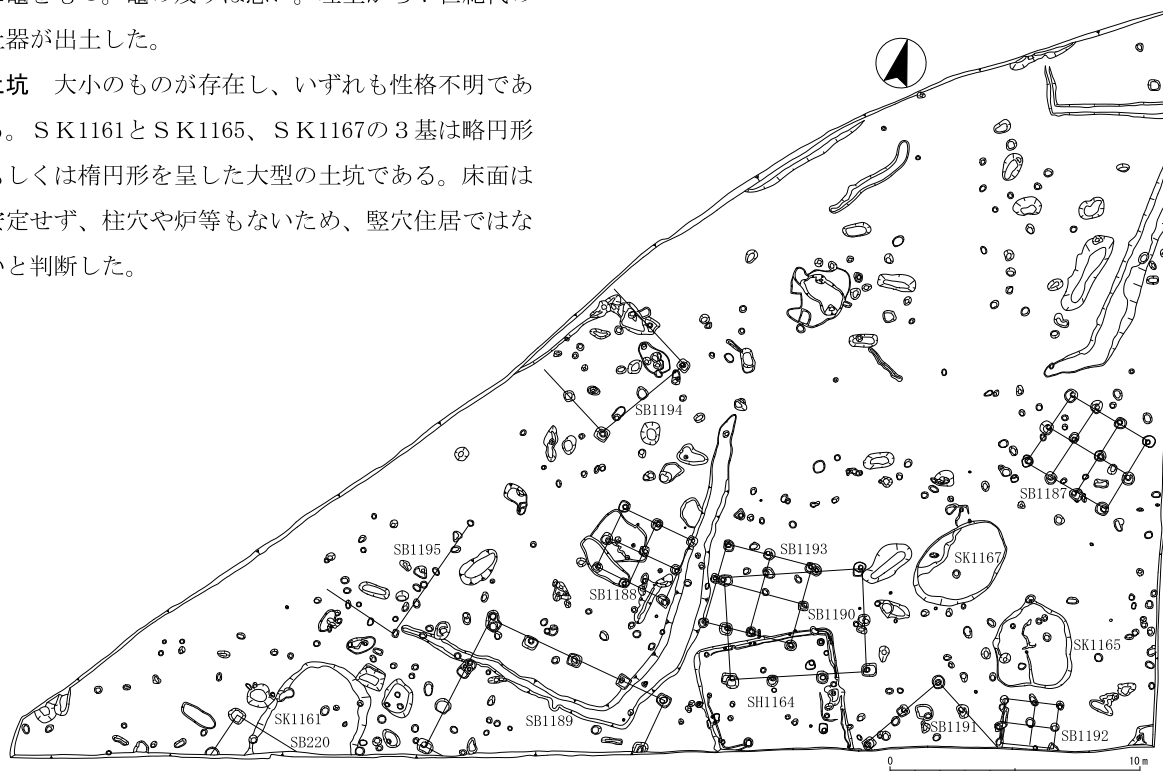 器が出土した。
坑　大小のものが存在し、いずれも性格不明であ
。ＳＫ1161とＳＫ1165、ＳＫ1167の３基は略円形
しくは楕円形を呈した大型の土坑である。床面は
定せず、柱穴や炉等もないため、竪穴住居ではな
と判断した。
SB1194
SB1187
SB1195
SB1193
SK1167
SB1188
SB1190
SK1165
SH1164
SK1161
SB1189
SB1191
SB220
SB1192
0
10m